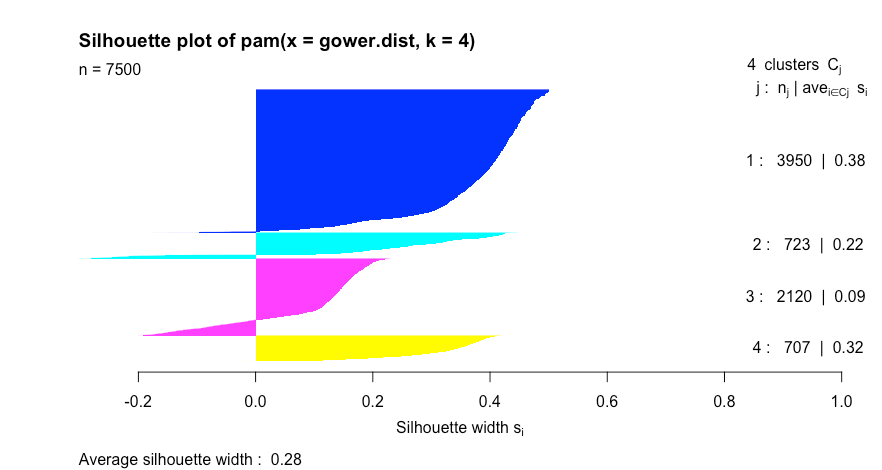 Silhouette plot of pam(x = gower.dist, k = 4)
n = 7500
4 clusters Cj
j : nj | avei∈Cj si
1 : 3950 | 0.38
2 : 723 | 0.22
3 : 2120 | 0.09
4 : 707 | 0.32
-0.2 0.0 0.2 0.4 0.6 0.8 1.0
Silhouette width si
Average silhouette width : 0.28